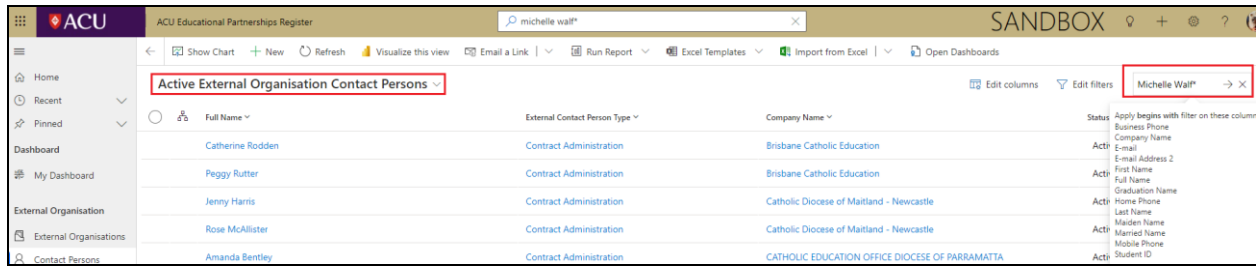 ACU ACU Educational Partnerships Register michelle walf* SANDBOX
Show Chart New Refresh Visualize this view Email a Link Run Report Excel Templates Import from Excel Open Dashboards
Home
Recent
Pinned
Dashboard
My Dashboard
External Organisation
External Organisations
Contact Persons
Active External Organisation Contact Persons Edit columns Edit filters Michelle Walf*
Full Name External Contact Person Type Company Name Status
Catherine Rodden Contract Administration Brisbane Catholic Education Acti
Peggy Rutter Contract Administration Brisbane Catholic Education Acti
Jenny Harris Contract Administration Catholic Diocese of Maitland - Newcastle Acti
Rose McAllister Contract Administration Catholic Diocese of Maitland - Newcastle Acti
Amanda Bentley Contract Administration CATHOLIC EDUCATION OFFICE DIOCESE OF PARRAMATTA Acti
Apply begins with filter on these column
Business Phone
Company Name
E-mail
E-mail Address 2
First Name
Full Name
Graduation Name
Home Phone
Last Name
Maiden Name
Married Name
Mobile Phone
Student ID